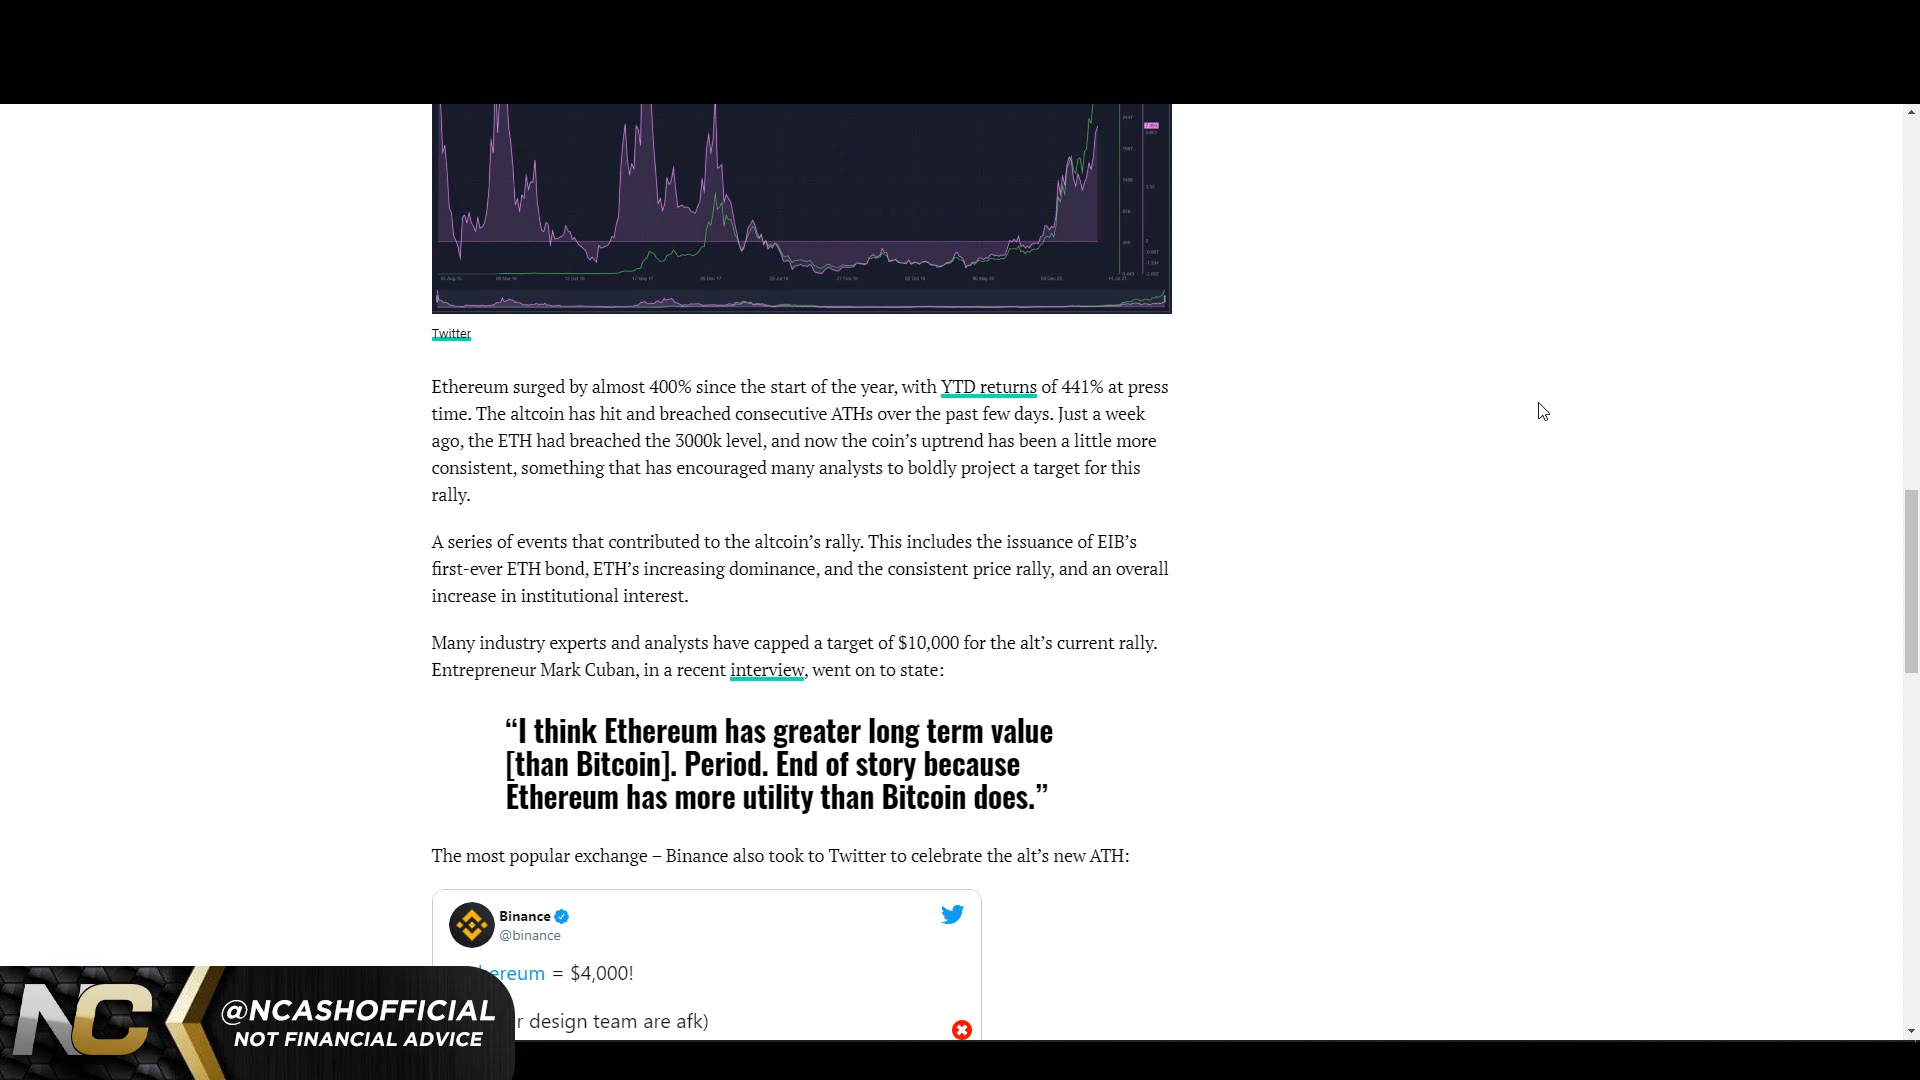 Twitter
Ethereum surged by almost 400% since the start of the year, with YTD returns of 441% at press
time. The altcoin has hit and breached consecutive ATHs over the past few days. Just a week
ago, the ETH had breached the 3000k level, and now the coin’s uptrend has been a little more
consistent, something that has encouraged many analysts to boldly project a target for this
rally.
A series of events that contributed to the altcoin’s rally. This includes the issuance of EIB’s
first-ever ETH bond, ETH’s increasing dominance, and the consistent price rally, and an overall
increase in institutional interest.
Many industry experts and analysts have capped a target of $10,000 for the alt’s current rally.
Entrepreneur Mark Cuban, in a recent interview, went on to state:
“I think Ethereum has greater long term value
[than Bitcoin]. Period. End of story because
Ethereum has more utility than Bitcoin does.”
The most popular exchange – Binance also took to Twitter to celebrate the alt’s new ATH:
Binance
@binance
ereum = $4,000!
r design team are afk)
NC
@NCASHOFFICIAL
NOT FINANCIAL ADVICE